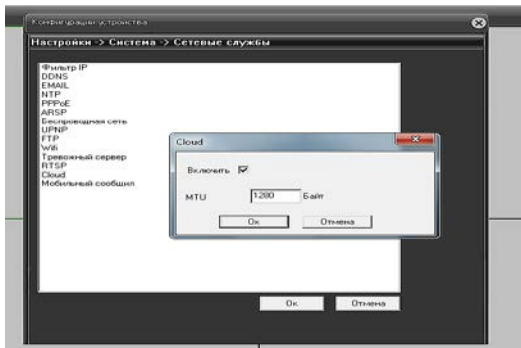 Конфигурации устройства
Настройки -> Система -> Сетевые службы
Фильтр IP
DDNS
EMAIL
NTP
PPPoE
ARSP
Беспроводная сеть
UPNP
FTP
Wifi
Тревожный сервер
RTSP
Cloud
Мобильный сообщил
Cloud
Включить
MTU 1280 Байт
Ок Отмена
Ок Отмена